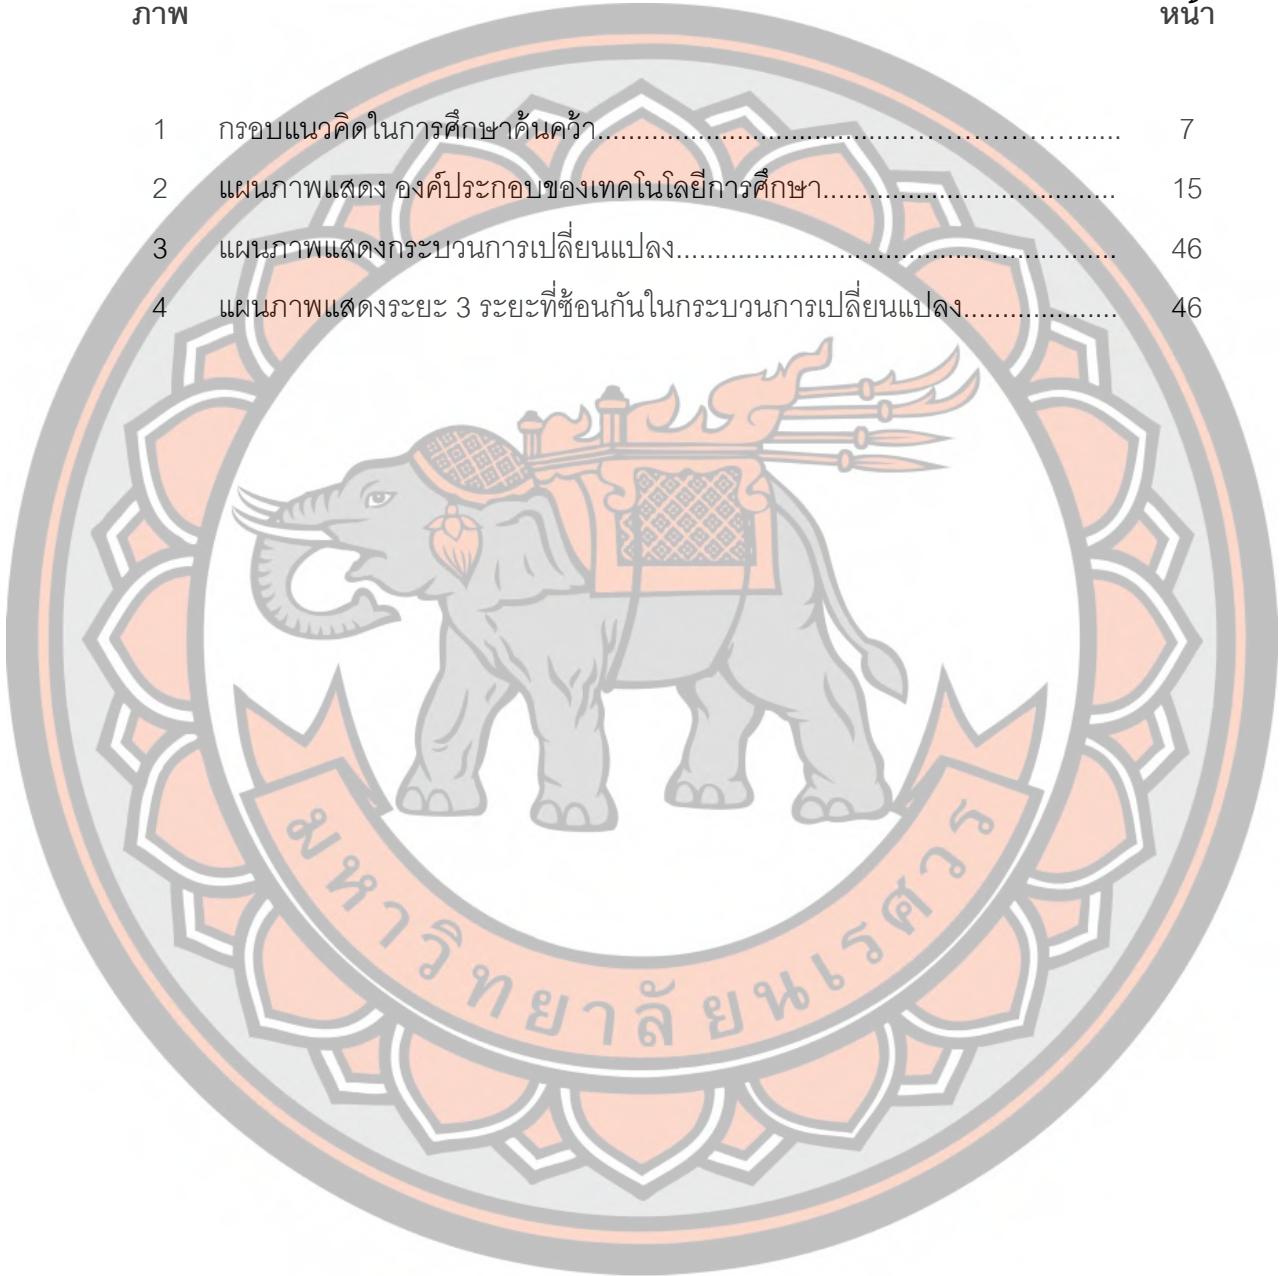 ภาพ หน้า
1 กรอบแนวคิดในการศึกษาค้นคว้า.................................................................... 7
2 แผนภาพแสดง องค์ประกอบของเทคโนโลยีการศึกษา...................................... 15
3 แผนภาพแสดงกระบวนการเปลี่ยนแปลง......................................................... 46
4 แผนภาพแสดงระยะ 3 ระยะที่ซ้อนกันในกระบวนการเปลี่ยนแปลง.................... 46
มหาวิทยาลัยนเรศวร